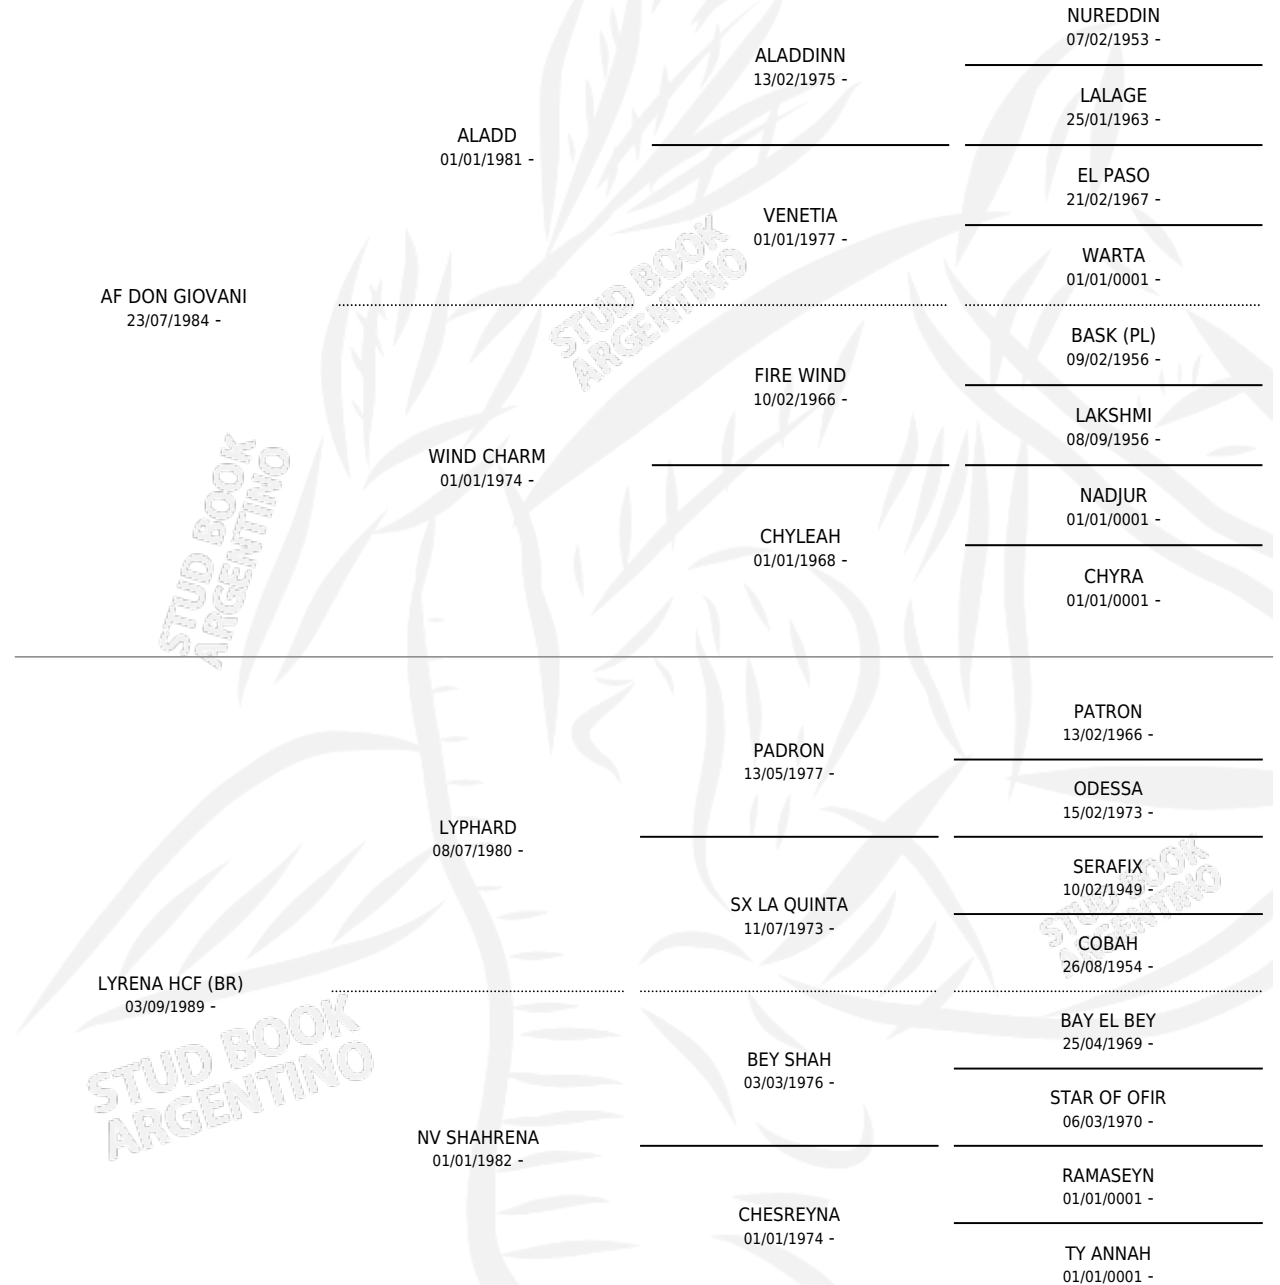 NUREDDIN
07/02/1953 -
ALADDINN
13/02/1975 -
LALAGE
25/01/1963 -
ALADD
01/01/1981 -
EL PASO
21/02/1967 -
VENETIA
01/01/1977 -
WARTA
01/01/0001 -
AF DON GIOVANI
23/07/1984 -
BASK (PL)
09/02/1956 -
FIRE WIND
10/02/1966 -
LAKSHMI
08/09/1956 -
WIND CHARM
01/01/1974 -
NADJUR
01/01/0001 -
CHYLEAH
01/01/1968 -
CHYRA
01/01/0001 -
STUD BOOK
ARGENTINO
STUD BOOK
ARGENTINO
PATRON
13/02/1966 -
PADRON
13/05/1977 -
ODESSA
15/02/1973 -
LYPHARD
08/07/1980 -
SERAFIX
10/02/1949 -
SX LA QUINTA
11/07/1973 -
COBAH
26/08/1954 -
STUD BOOK
ARGENTINO
LYRENA HCF (BR)
03/09/1989 -
BAY EL BEY
25/04/1969 -
BEY SHAH
03/03/1976 -
STAR OF OFIR
06/03/1970 -
STUD BOOK
ARGENTINO
NV SHAHRENA
01/01/1982 -
RAMASEYN
01/01/0001 -
CHESREYNA
01/01/1974 -
TY ANNAH
01/01/0001 -